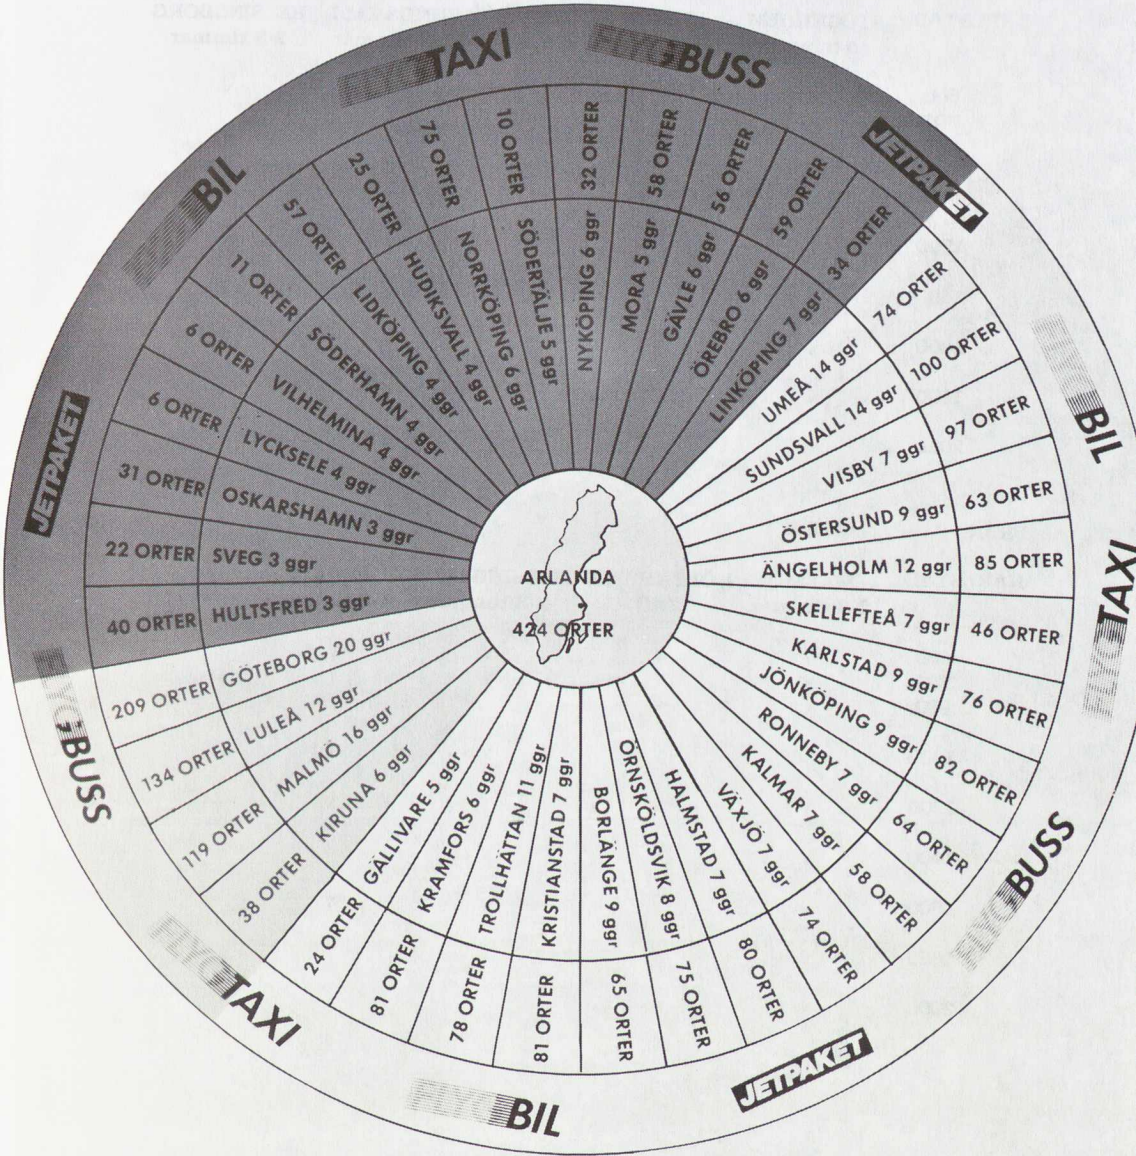 FLYGTAXI
FLYGBUSS
JETPAKET
FLYGBIL
FLYGTAXI
FLYGBUSS
JETPAKET
FLYGBIL
FLYGTAXI
FLYGBUSS
JETPAKET
FLYGBIL
NYKÖPING 6 ggr 32 ORTER
MORA 5 ggr 58 ORTER
GÄVLE 6 ggr 56 ORTER
ÖREBRO 6 ggr 59 ORTER
LINKÖPING 7 ggr 34 ORTER
UMEÅ 14 ggr 74 ORTER
SUNDSVALL 14 ggr 100 ORTER
VISBY 7 ggr 97 ORTER
ÖSTERSUND 9 ggr 63 ORTER
ÄNGELHOLM 12 ggr 85 ORTER
SKELLEFTEÅ 7 ggr 46 ORTER
KARLSTAD 9 ggr 76 ORTER
JÖNKÖPING 9 ggr 82 ORTER
RONNEBY 7 ggr 64 ORTER
KALMAR 7 ggr 58 ORTER
VÄXJÖ 7 ggr 74 ORTER
HALMSTAD 7 ggr 80 ORTER
ÖRNSKÖLDSVIK 8 ggr 75 ORTER
BORLÄNGE 9 ggr 65 ORTER
81 ORTER KRISTIANSTAD 7 ggr
78 ORTER TROLLHÄTTAN 11 ggr
81 ORTER KRAMFORS 6 ggr
24 ORTER GÄLLIVARE 5 ggr
38 ORTER KIRUNA 6 ggr
119 ORTER MALMÖ 16 ggr
134 ORTER LULEÅ 12 ggr
209 ORTER GÖTEBORG 20 ggr
40 ORTER HULTSFRED 3 ggr
22 ORTER SVEG 3 ggr
31 ORTER OSKARSHAMN 3 ggr
6 ORTER LYCKSELE 4 ggr
6 ORTER VILHELMINA 4 ggr
11 ORTER SÖDERHAMN 4 ggr
57 ORTER LIDKÖPING 4 ggr
25 ORTER HUDIKSVALL 4 ggr
75 ORTER NORRKÖPING 6 ggr
10 ORTER SÖDERTÄLJE 5 ggr
ARLANDA
424 ORTER